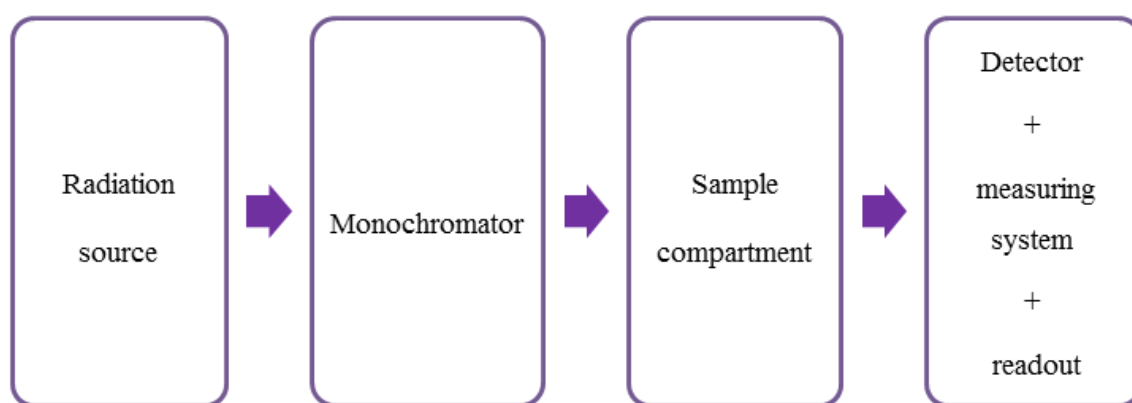 Radiation
source
Monochromator
Sample
compartment
Detector
+
measuring
system
+
readout